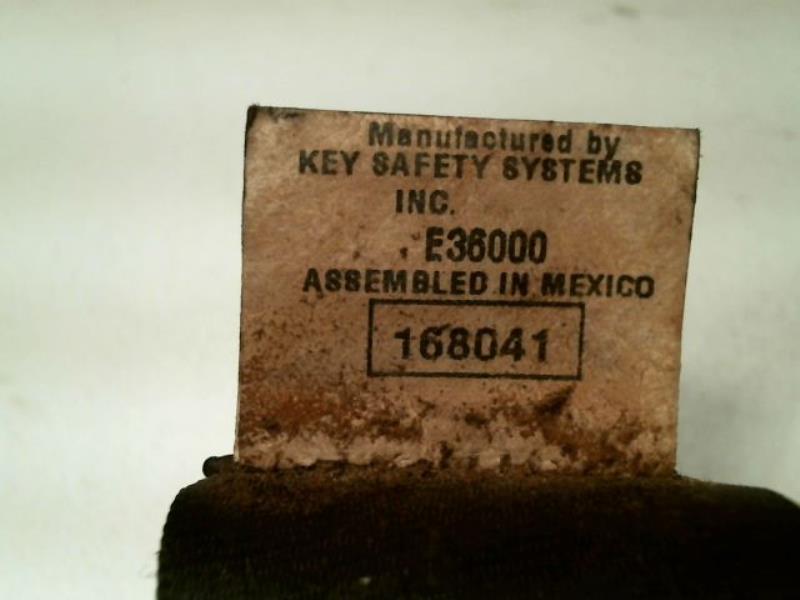 Manufactured by
KEY SAFETY SYSTEMS
INC.
E36000
ASSEMBLED IN MEXICO
168041